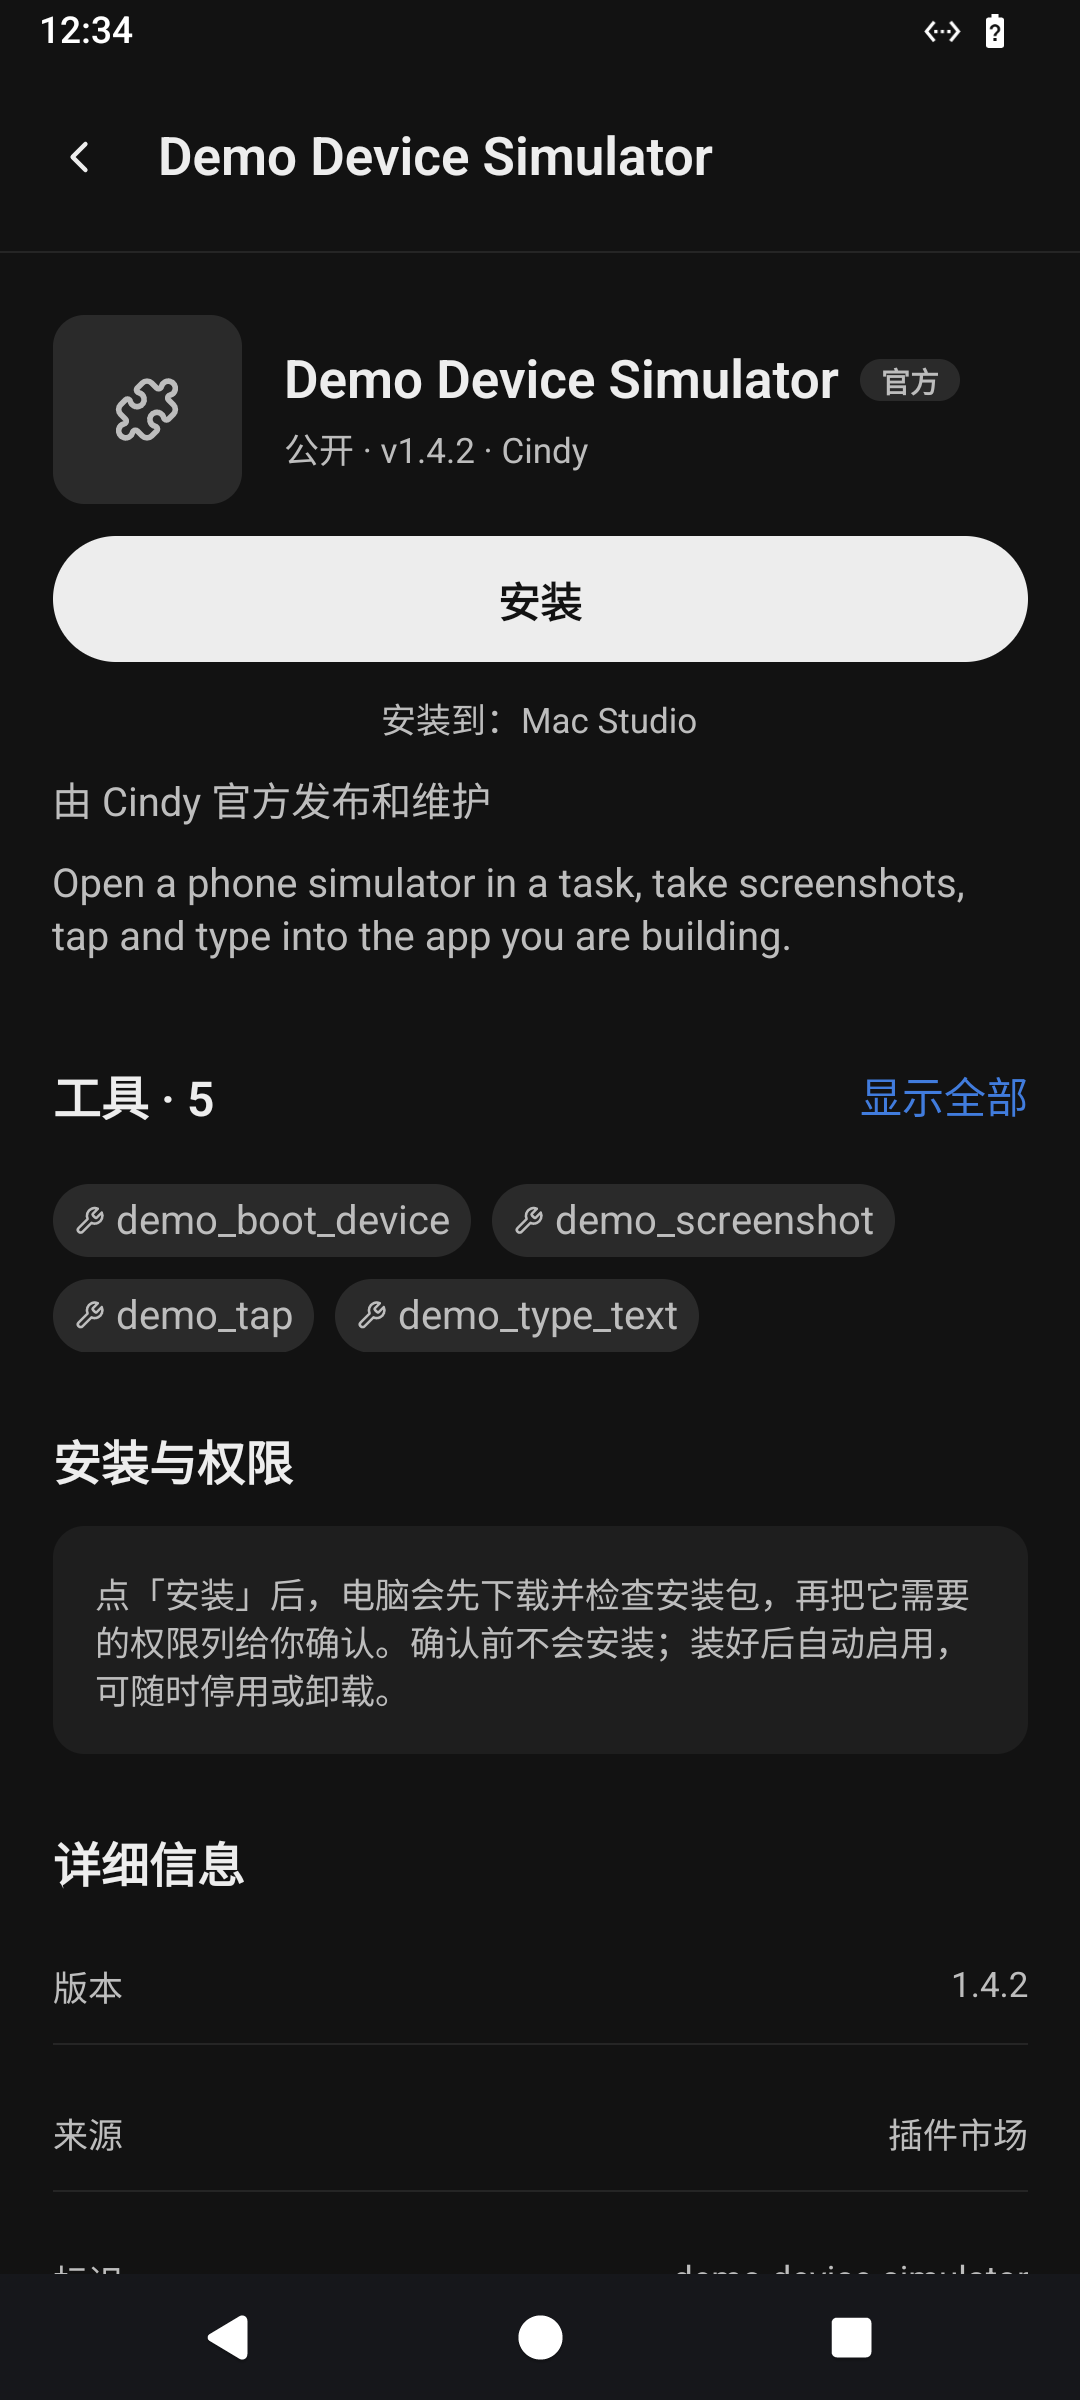 12:34
Demo Device Simulator
Demo Device Simulator 官方
公开 · v1.4.2 · Cindy
安装
安装到：Mac Studio
由 Cindy 官方发布和维护
Open a phone simulator in a task, take screenshots,
tap and type into the app you are building.
工具 · 5 显示全部
demo_boot_device demo_screenshot
demo_tap demo_type_text
安装与权限
点「安装」后，电脑会先下载并检查安装包，再把它需要
的权限列给你确认。确认前不会安装；装好后自动启用，
可随时停用或卸载。
详细信息
版本 1.4.2
来源 插件市场